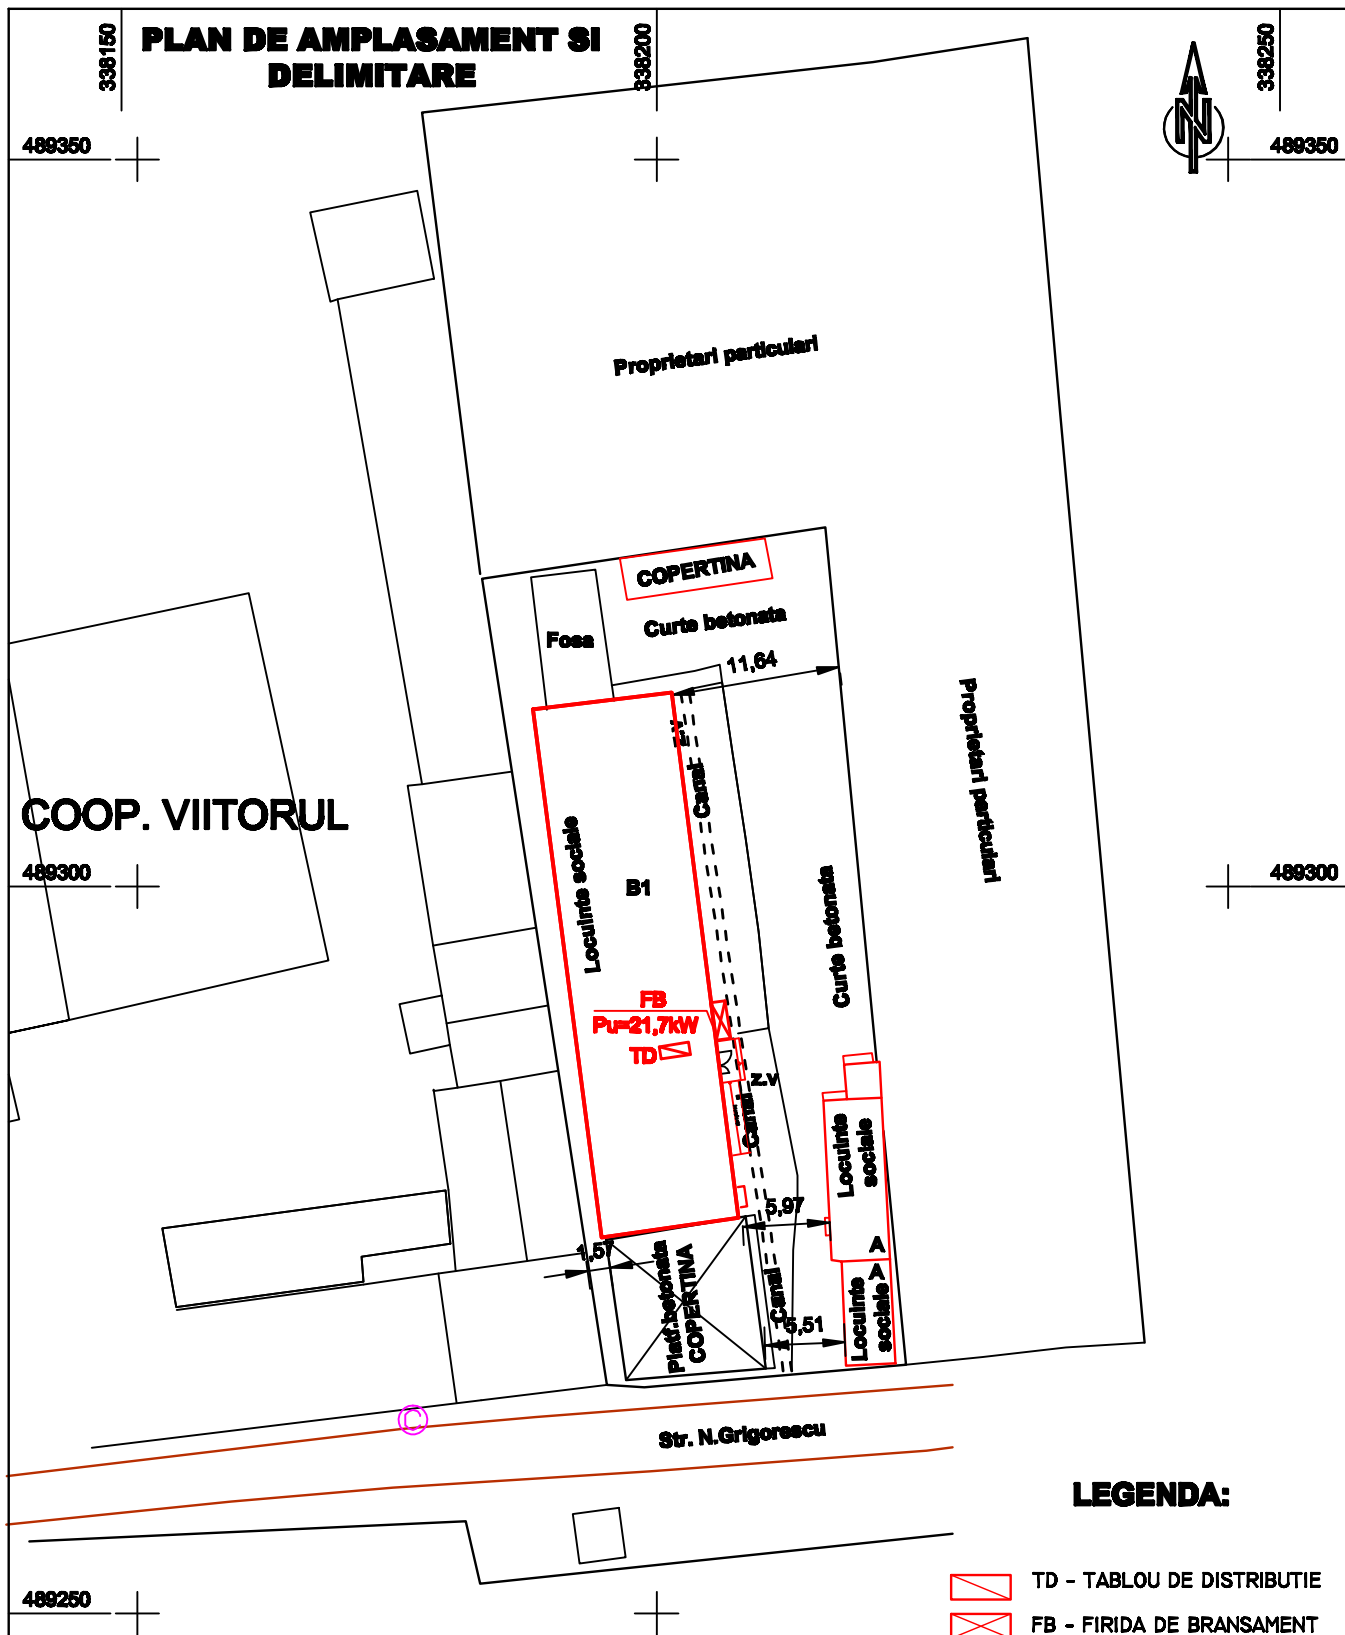 PLAN DE AMPLASAMENT SI
DELIMITARE
338150
338200
338250
489350
489350
N
Proprietari particulari
COPERTINA
Curte betonata
Fosa
11,64
z.v
Canal
Proprietari particulari
COOP. VIITORUL
Locuinte sociale
B1
489300
489300
Curte betonata
FB
Pu=21,7kW
TD
z.v
Canal
Locuinte
sociale
A
5,97
1,57
Platf.betonata
COPERTINA
Canal
A
Locuinte
sociale
5,51
©
Str. N.Grigorescu
LEGENDA:
TD - TABLOU DE DISTRIBUTIE
FB - FIRIDA DE BRANSAMENT
489250